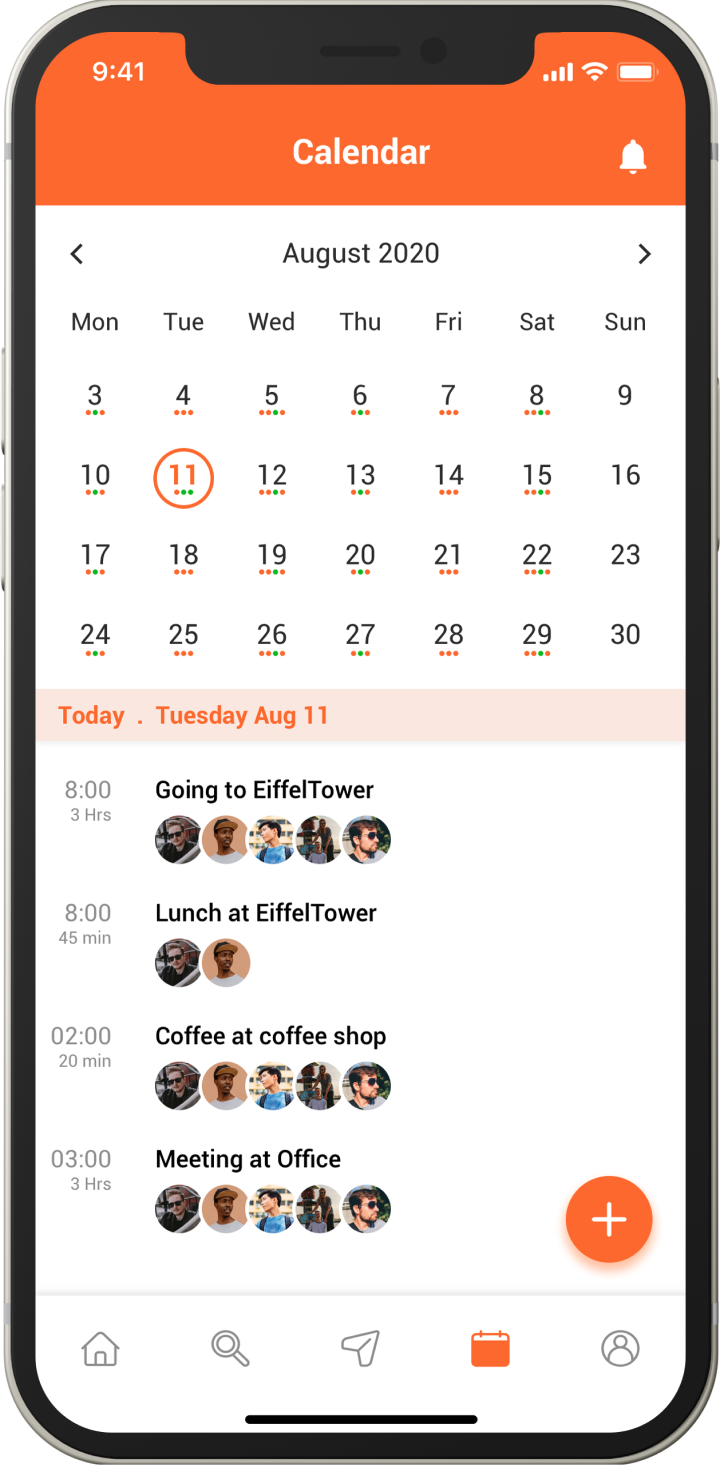 9:41
Calendar
August 2020
Mon Tue Wed Thu Fri Sat Sun
3 4 5 6 7 8 9
10 11 12 13 14 15 16
17 18 19 20 21 22 23
24 25 26 27 28 29 30
Today . Tuesday Aug 11
8:00 Going to EiffelTower
3 Hrs
8:00 Lunch at EiffelTower
45 min
02:00 Coffee at coffee shop
20 min
03:00 Meeting at Office
3 Hrs